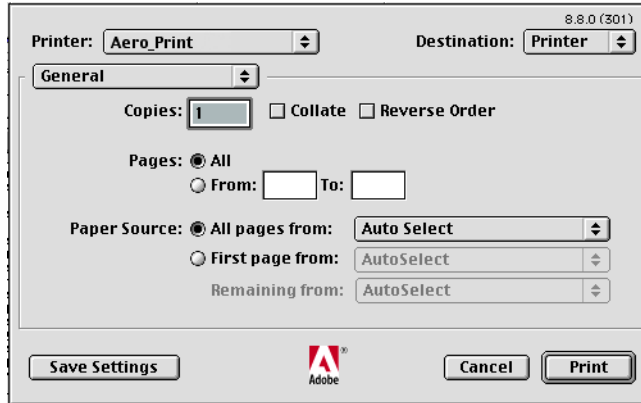 8.8.0 (301)
Printer: Aero_Print Destination: Printer
General
Copies: 1 Collate Reverse Order
Pages: All
From: To:
Paper Source: All pages from: Auto Select
First page from: AutoSelect
Remaining from: AutoSelect
Save Settings Adobe® Cancel Print